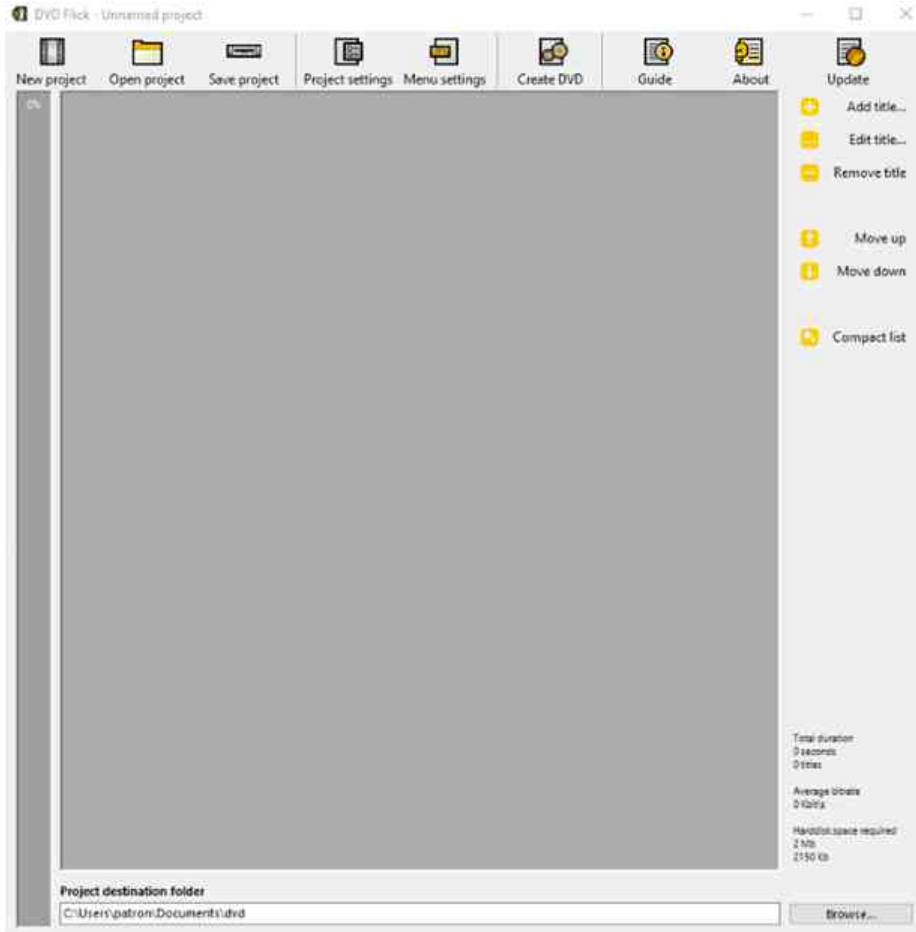 DVD Flick - Unnamed project
New project Open project Save project Project settings Menu settings Create DVD Guide About Update
0%
Add title...
Edit title...
Remove title
Move up
Move down
Compact list
Total duration
0 seconds
0 titles
Average bitrate
0 Kbit/s
Harddisk space required
2 Mb
2150 Kb
Project destination folder
C:\Users\patrom\Documents\dvd
Browse...